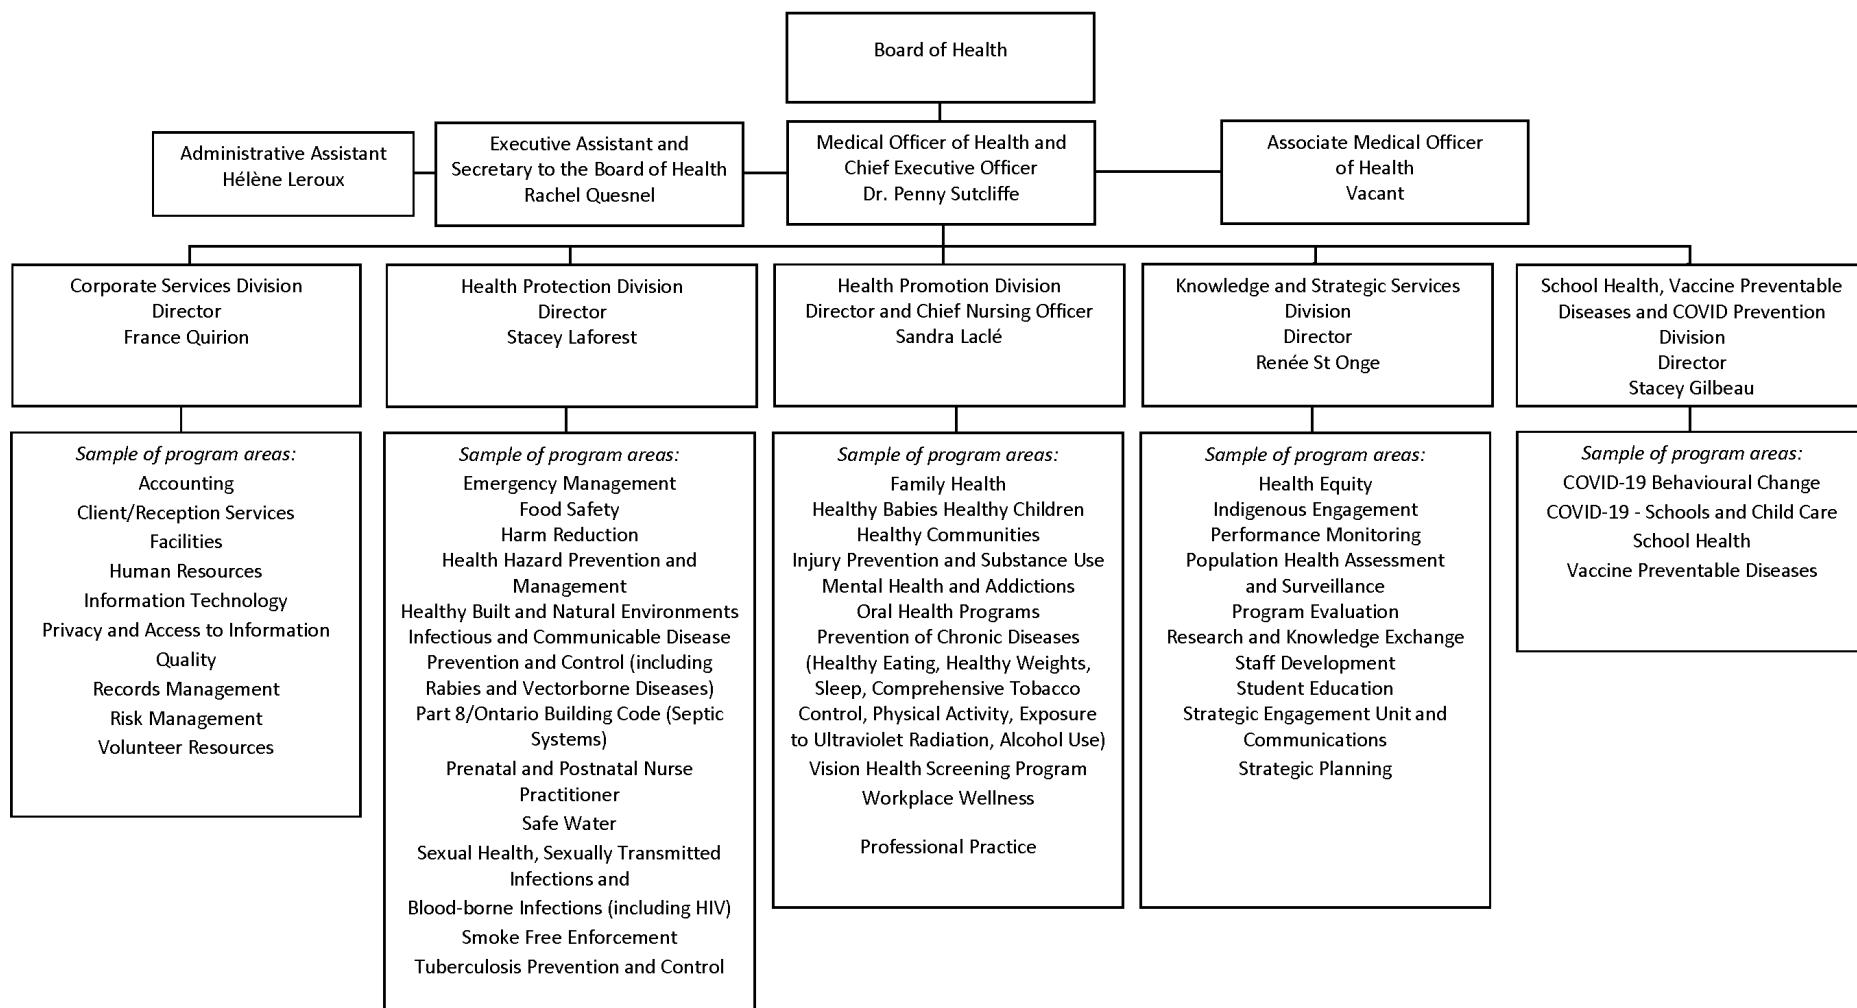 Board of Health
Administrative Assistant
Hélène Leroux
Executive Assistant and
Secretary to the Board of Health
Rachel Quesnel
Medical Officer of Health and
Chief Executive Officer
Dr. Penny Sutcliffe
Associate Medical Officer
of Health
Vacant
Corporate Services Division
Director
France Quirion
Health Protection Division
Director
Stacey Laforest
Health Promotion Division
Director and Chief Nursing Officer
Sandra Laclé
Knowledge and Strategic Services
Division
Director
Renée St Onge
School Health, Vaccine Preventable
Diseases and COVID Prevention
Division
Director
Stacey Gilbeau
Sample of program areas:
Accounting
Client/Reception Services
Facilities
Human Resources
Information Technology
Privacy and Access to Information
Quality
Records Management
Risk Management
Volunteer Resources
Sample of program areas:
Emergency Management
Food Safety
Harm Reduction
Health Hazard Prevention and
Management
Healthy Built and Natural Environments
Infectious and Communicable Disease
Prevention and Control (including
Rabies and Vectorborne Diseases)
Part 8/Ontario Building Code (Septic
Systems)
Prenatal and Postnatal Nurse
Practitioner
Safe Water
Sexual Health, Sexually Transmitted
Infections and
Blood-borne Infections (including HIV)
Smoke Free Enforcement
Tuberculosis Prevention and Control
Sample of program areas:
Family Health
Healthy Babies Healthy Children
Healthy Communities
Injury Prevention and Substance Use
Mental Health and Addictions
Oral Health Programs
Prevention of Chronic Diseases
(Healthy Eating, Healthy Weights,
Sleep, Comprehensive Tobacco
Control, Physical Activity, Exposure
to Ultraviolet Radiation, Alcohol Use)
Vision Health Screening Program
Workplace Wellness
Professional Practice
Sample of program areas:
Health Equity
Indigenous Engagement
Performance Monitoring
Population Health Assessment
and Surveillance
Program Evaluation
Research and Knowledge Exchange
Staff Development
Student Education
Strategic Engagement Unit and
Communications
Strategic Planning
Sample of program areas:
COVID-19 Behavioural Change
COVID-19 - Schools and Child Care
School Health
Vaccine Preventable Diseases